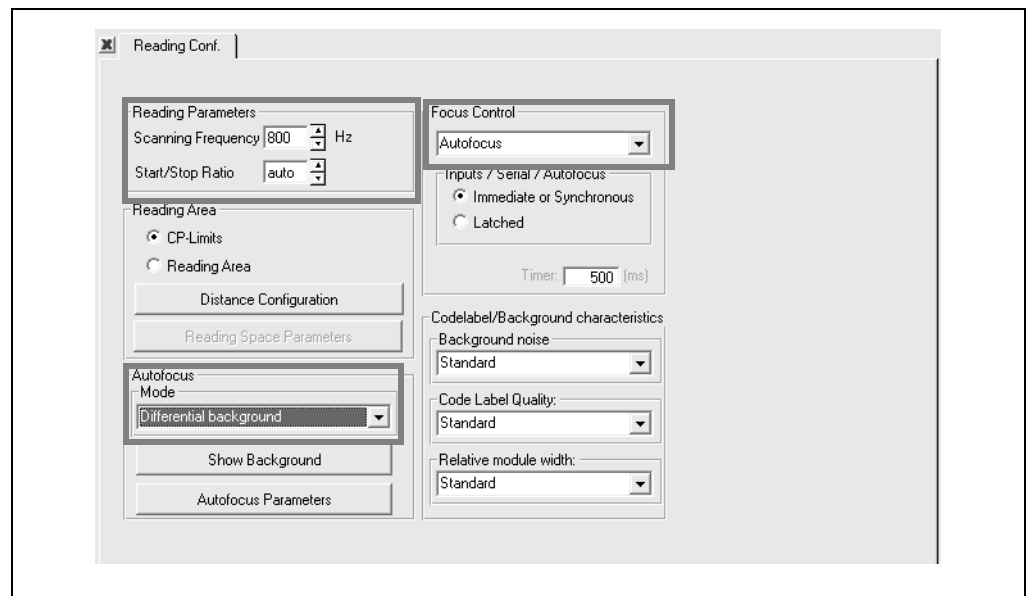 Reading Conf.
Reading Parameters
Scanning Frequency 800 Hz
Start/Stop Ratio auto
Reading Area
CP-Limits
Reading Area
Distance Configuration
Reading Space Parameters
Autofocus
Mode
Differential background
Show Background
Autofocus Parameters
Focus Control
Autofocus
Inputs / Serial / Autofocus
Immediate or Synchronous
Latched
Timer: 500 (ms)
Codelabel/Background characteristics
Background noise
Standard
Code Label Quality:
Standard
Relative module width:
Standard